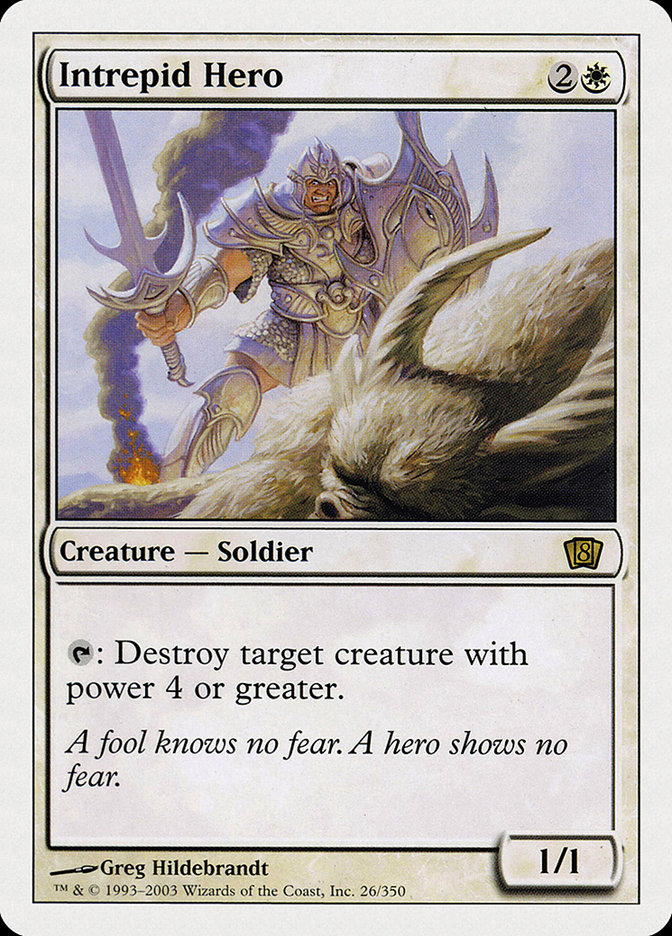 Intrepid Hero 2
Creature — Soldier 8
: Destroy target creature with
power 4 or greater.
A fool knows no fear. A hero shows no
fear.
1/1
Greg Hildebrandt
™ & © 1993–2003 Wizards of the Coast, Inc. 26/350